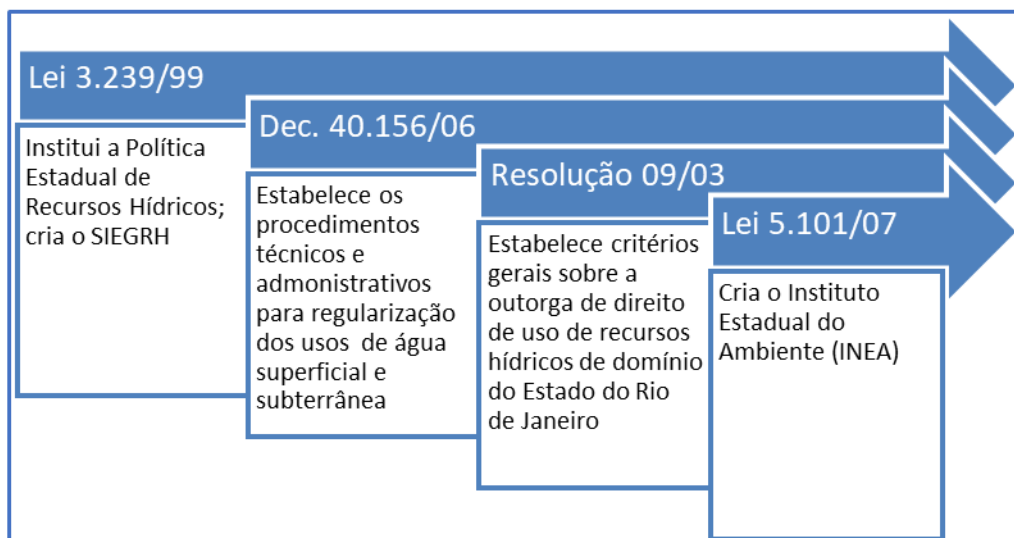 Lei 3.239/99
Institui a Política
Estadual de
Recursos Hídricos;
cria o SIEGRH
Dec. 40.156/06
Estabelece os
procedimentos
técnicos e
admonistrativos
para regularização
dos usos de água
superficial e
subterrânea
Resolução 09/03
Estabelece critérios
gerais sobre a
outorga de direito
de uso de recursos
hídricos de domínio
do Estado do Rio
de Janeiro
Lei 5.101/07
Cria o Instituto
Estadual do
Ambiente (INEA)